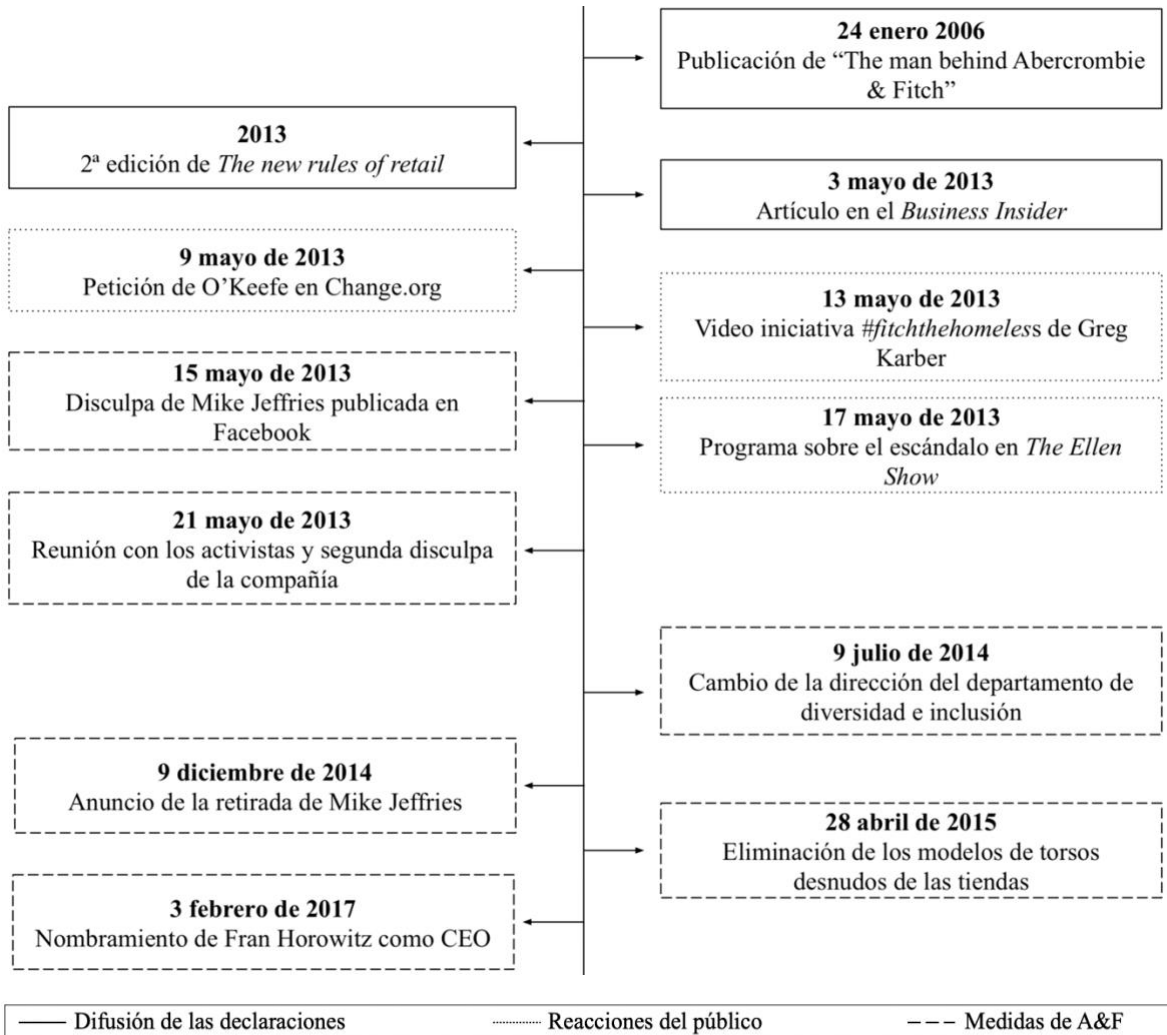 24 enero 2006
Publicación de “The man behind Abercrombie
& Fitch”
2013
2ª edición de The new rules of retail
3 mayo de 2013
Artículo en el Business Insider
9 mayo de 2013
Petición de O’Keefe en Change.org
13 mayo de 2013
Video iniciativa #fitchthehomeless de Greg
Karber
15 mayo de 2013
Disculpa de Mike Jeffries publicada en
Facebook
17 mayo de 2013
Programa sobre el escándalo en The Ellen
Show
21 mayo de 2013
Reunión con los activistas y segunda disculpa
de la compañía
9 julio de 2014
Cambio de la dirección del departamento de
diversidad e inclusión
9 diciembre de 2014
Anuncio de la retirada de Mike Jeffries
28 abril de 2015
Eliminación de los modelos de torsos
desnudos de las tiendas
3 febrero de 2017
Nombramiento de Fran Horowitz como CEO
Difusión de las declaraciones Reacciones del público Medidas de A&F